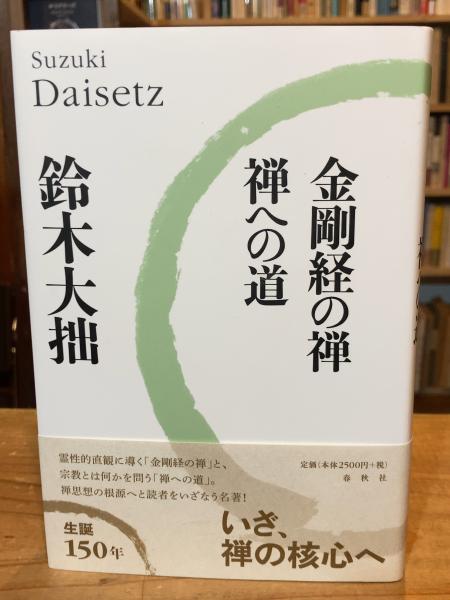 Suzuki
Daisetz
金剛経の禅
禅への道
鈴木大拙
霊性的直観に導く「金剛経の禅」と、
宗教とは何かを問う「禅への道」。
禅思想の根源へと読者をいざなう名著！
生誕
150年
定価（本体2500円+税）
春秋社
いざ、
禅の核心へ